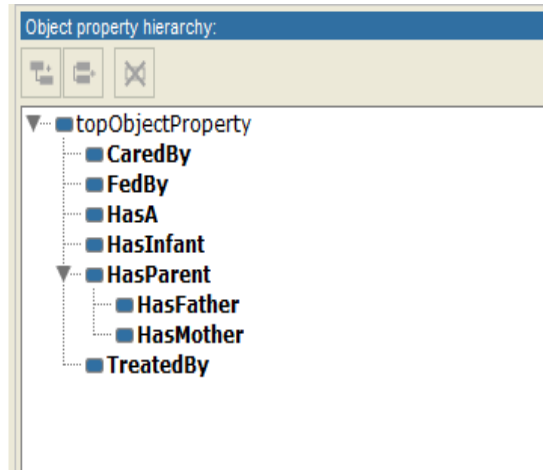 Object property hierarchy:
topObjectProperty
CaredBy
FedBy
HasA
HasInfant
HasParent
HasFather
HasMother
TreatedBy